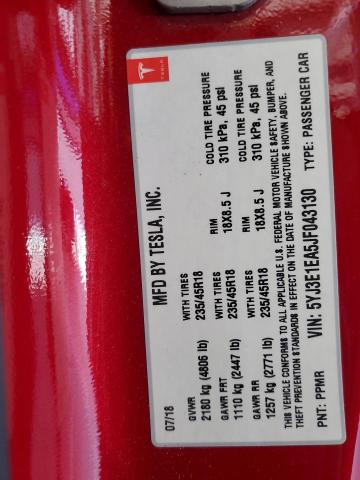 TESLA
MFD BY TESLA, INC.
07/18
GVWR WITH TIRES RIM COLD TIRE PRESSURE
2180 kg (4806 lb) 235/45R18 18X8.5 J 310 kPa, 45 psi
GAWR FRT
1110 kg (2447 lb) 235/45R18
GAWR RR WITH TIRES RIM COLD TIRE PRESSURE
1257 kg (2771 lb) 235/45R18 18X8.5 J 310 kPa, 45 psi
THIS VEHICLE CONFORMS TO ALL APPLICABLE U.S. FEDERAL MOTOR VEHICLE SAFETY, BUMPER, AND
THEFT PREVENTION STANDARDS IN EFFECT ON THE DATE OF MANUFACTURE SHOWN ABOVE.
PNT: PPMR VIN: 5YJ3E1EA5JF043130 TYPE: PASSENGER CAR